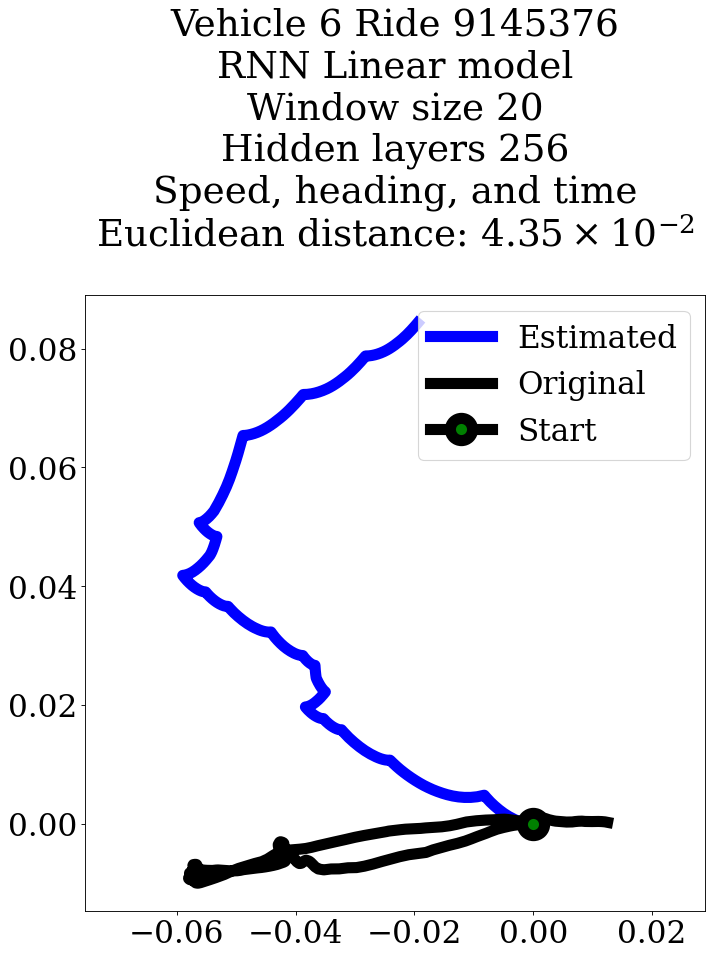 Vehicle 6 Ride 9145376
RNN Linear model
Window size 20
Hidden layers 256
Speed, heading, and time
Euclidean distance: 4.35 × 10⁻²
Estimated
Original
Start
0.08
0.06
0.04
0.02
0.00
−0.06 −0.04 −0.02 0.00 0.02